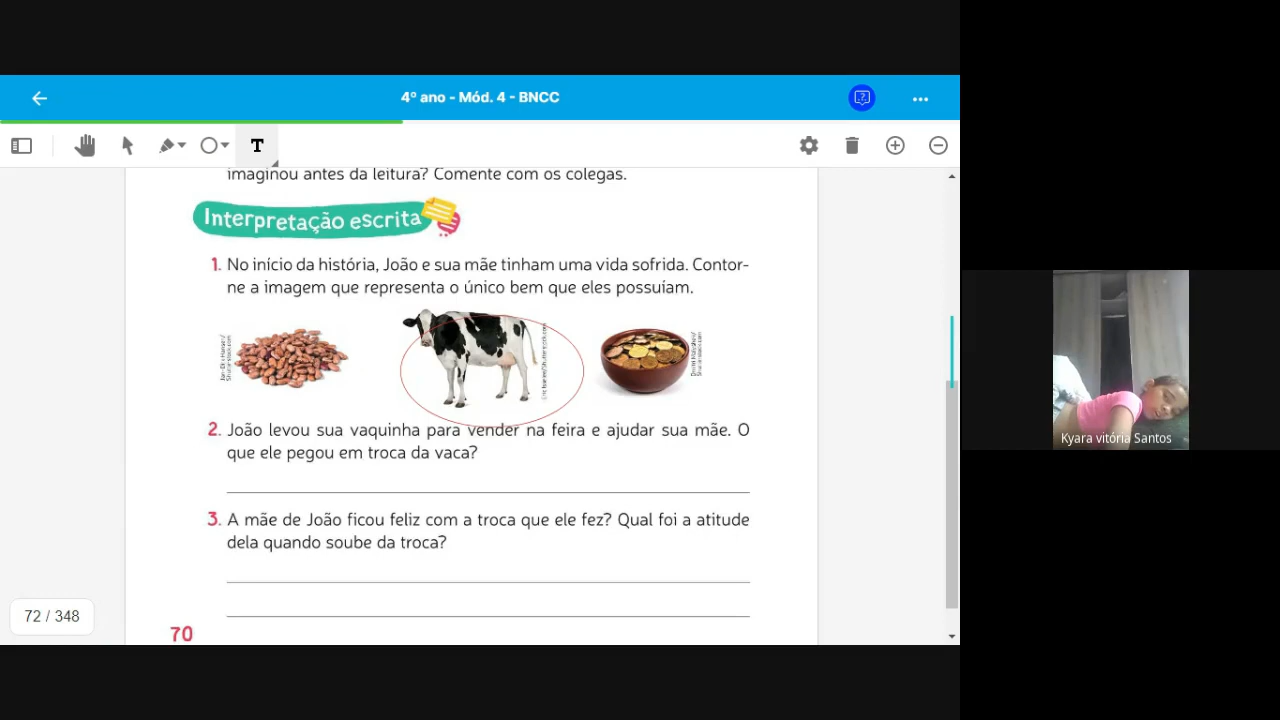 4º ano - Mód. 4 - BNCC
T
imaginou antes da leitura? Comente com os colegas.
Interpretação escrita
1. No início da história, João e sua mãe tinham uma vida sofrida. Contor-
ne a imagem que representa o único bem que eles possuíam.
2. João levou sua vaquinha para vender na feira e ajudar sua mãe. O
que ele pegou em troca da vaca?
3. A mãe de João ficou feliz com a troca que ele fez? Qual foi a atitude
dela quando soube da troca?
72 / 348
70
Kyara vitória Santos